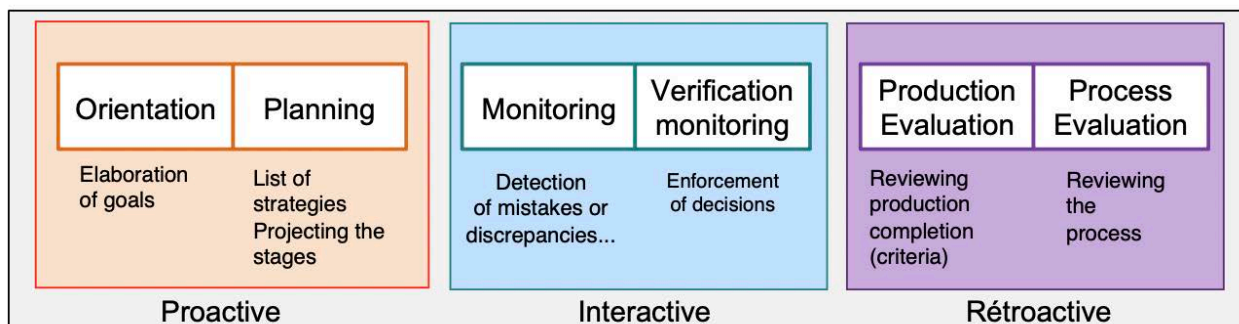 Orientation
Planning
Elaboration
of goals
List of
strategies
Projecting the
stages
Proactive
Monitoring
Verification
monitoring
Detection
of mistakes or
discrepancies...
Enforcement
of decisions
Interactive
Production
Evaluation
Process
Evaluation
Reviewing
production
completion
(criteria)
Reviewing
the
process
Rétroactive